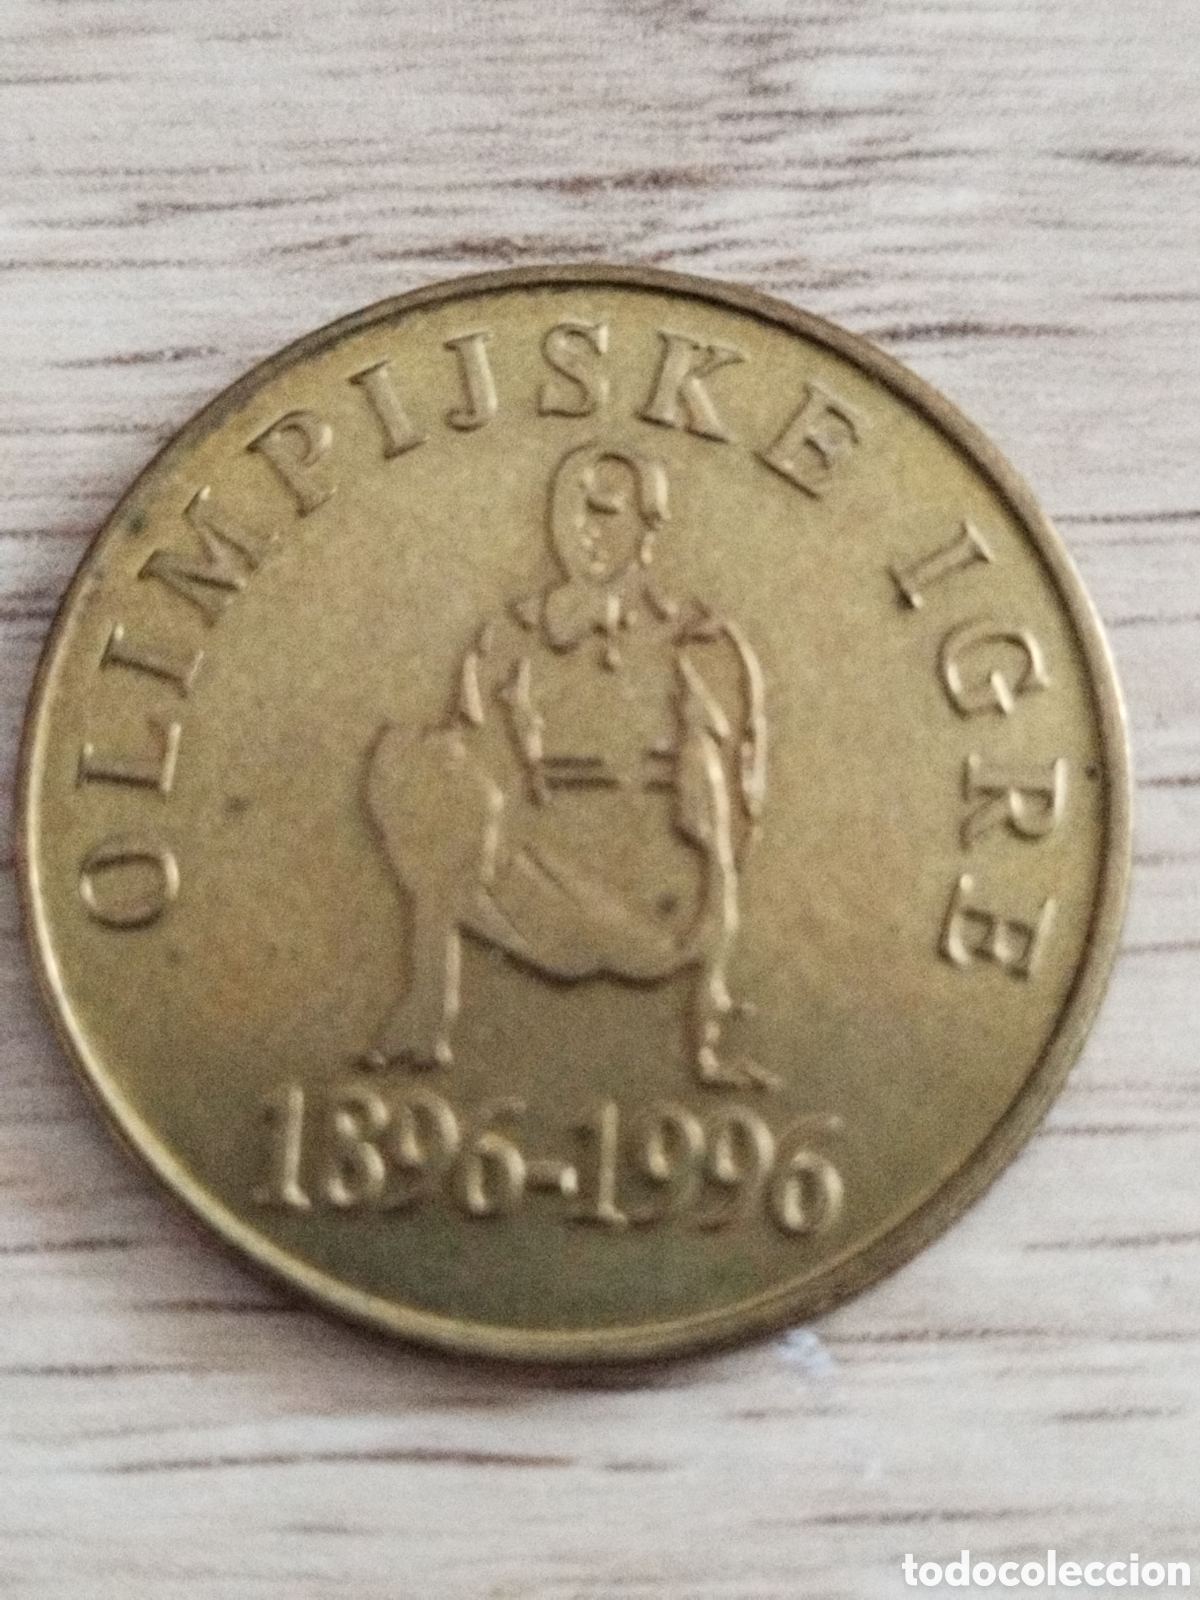 OLIMPIJSKE IGRE
1896-1996
todocoleccion